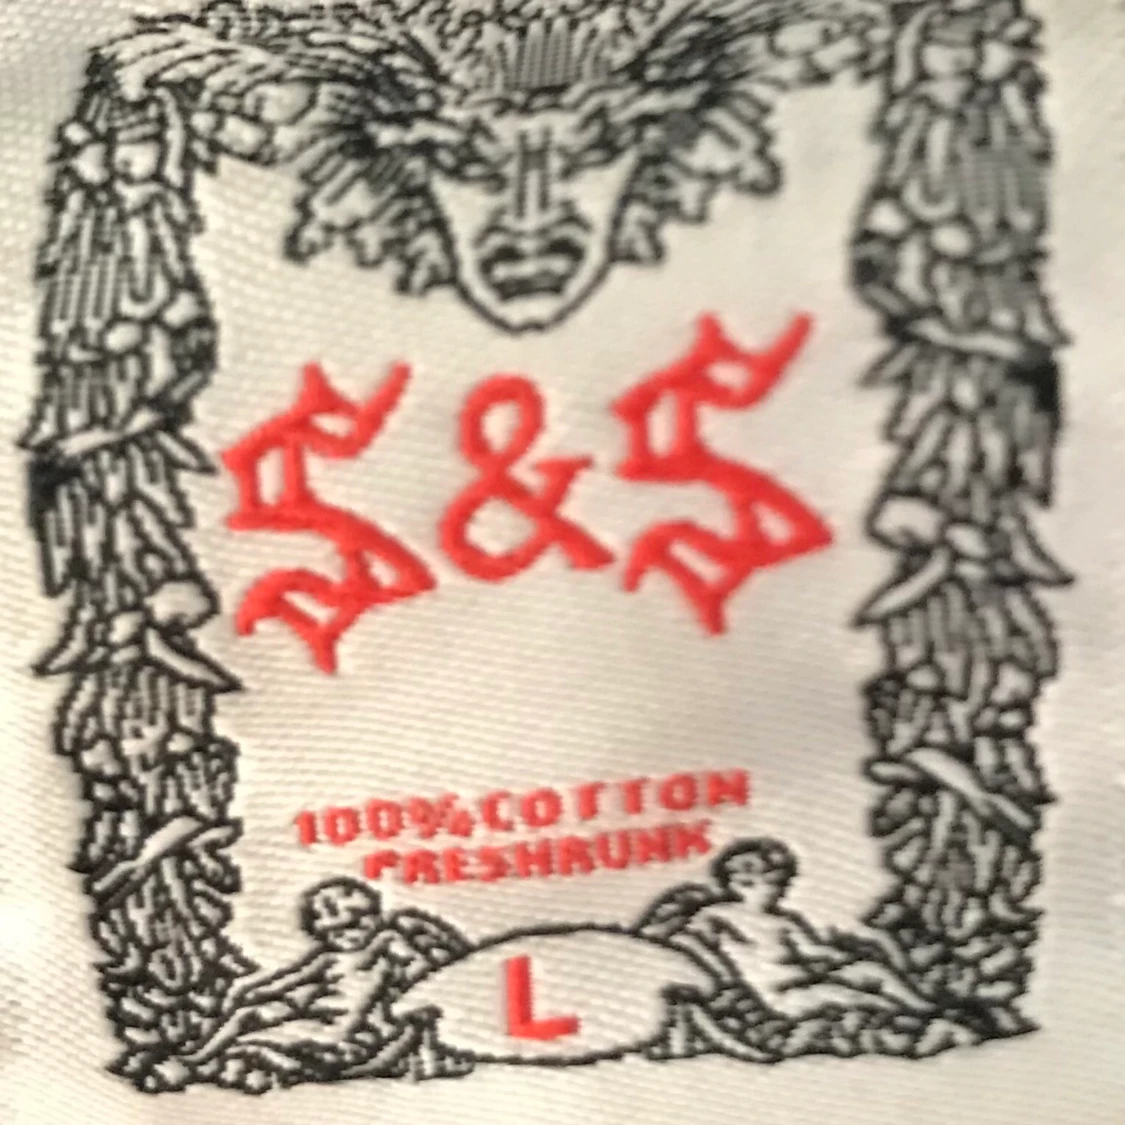 S & S
100% COTTON
PRESHRUNK
L